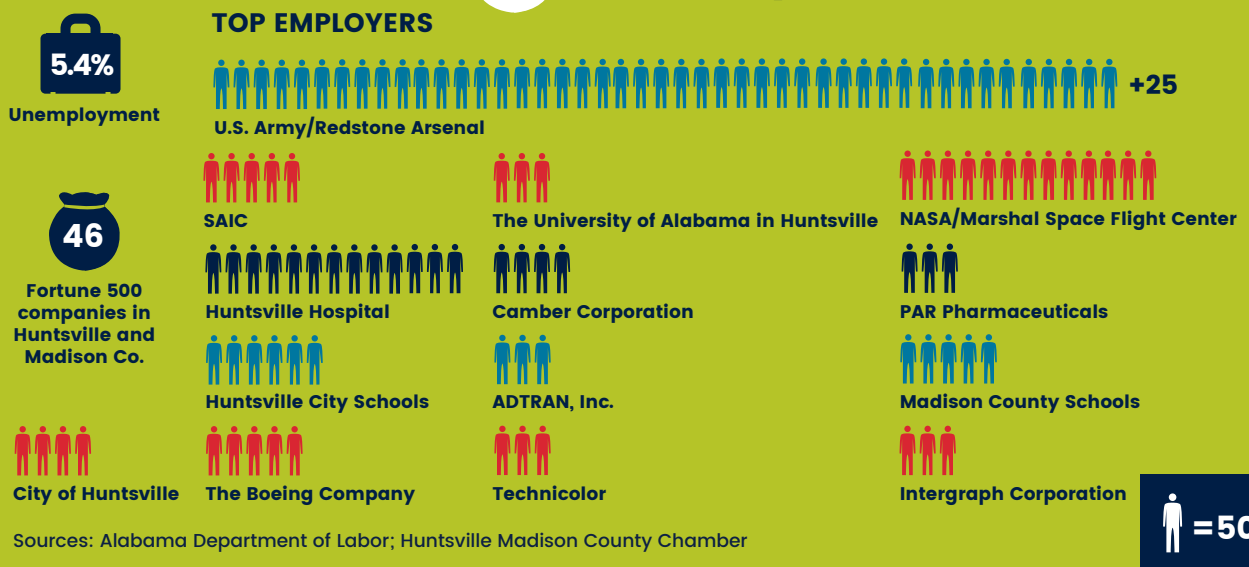 TOP EMPLOYERS
5.4%
Unemployment
+25
U.S. Army/Redstone Arsenal
SAIC
The University of Alabama in Huntsville
NASA/Marshal Space Flight Center
46
Fortune 500
companies in
Huntsville and
Madison Co.
Huntsville Hospital
Camber Corporation
PAR Pharmaceuticals
Huntsville City Schools
ADTRAN, Inc.
Madison County Schools
City of Huntsville
The Boeing Company
Technicolor
Intergraph Corporation
Sources: Alabama Department of Labor; Huntsville Madison County Chamber